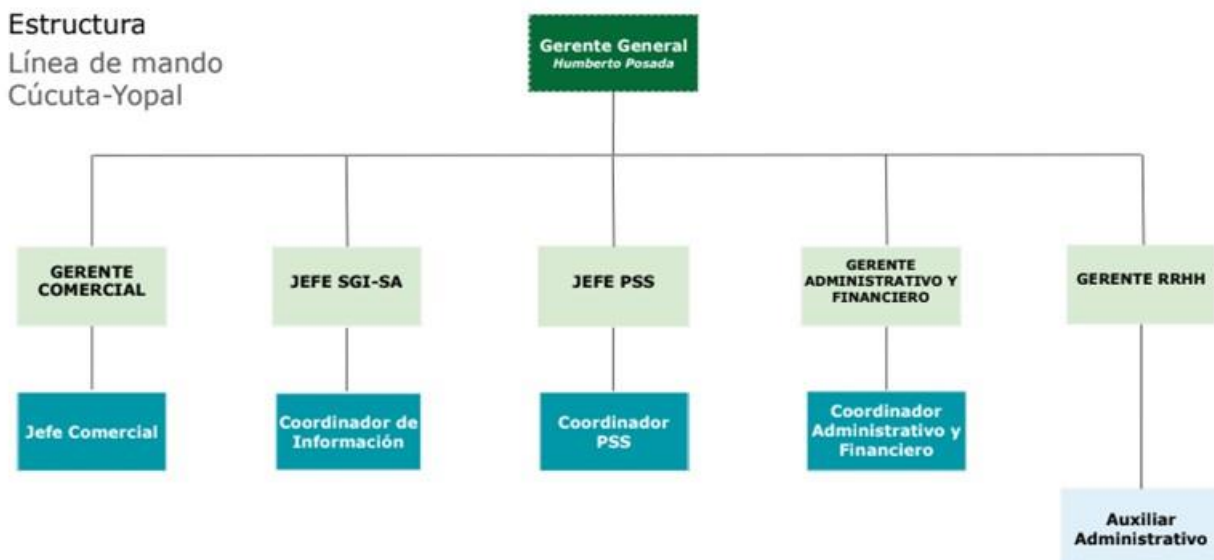 Estructura
Línea de mando
Cúcuta-Yopal
Gerente General
Humberto Posada
GERENTE
COMERCIAL
JEFE SGI-SA
JEFE PSS
GERENTE
ADMINISTRATIVO Y
FINANCIERO
GERENTE RRHH
Jefe Comercial
Coordinador de
Información
Coordinador
PSS
Coordinador
Administrativo y
Financiero
Auxiliar
Administrativo